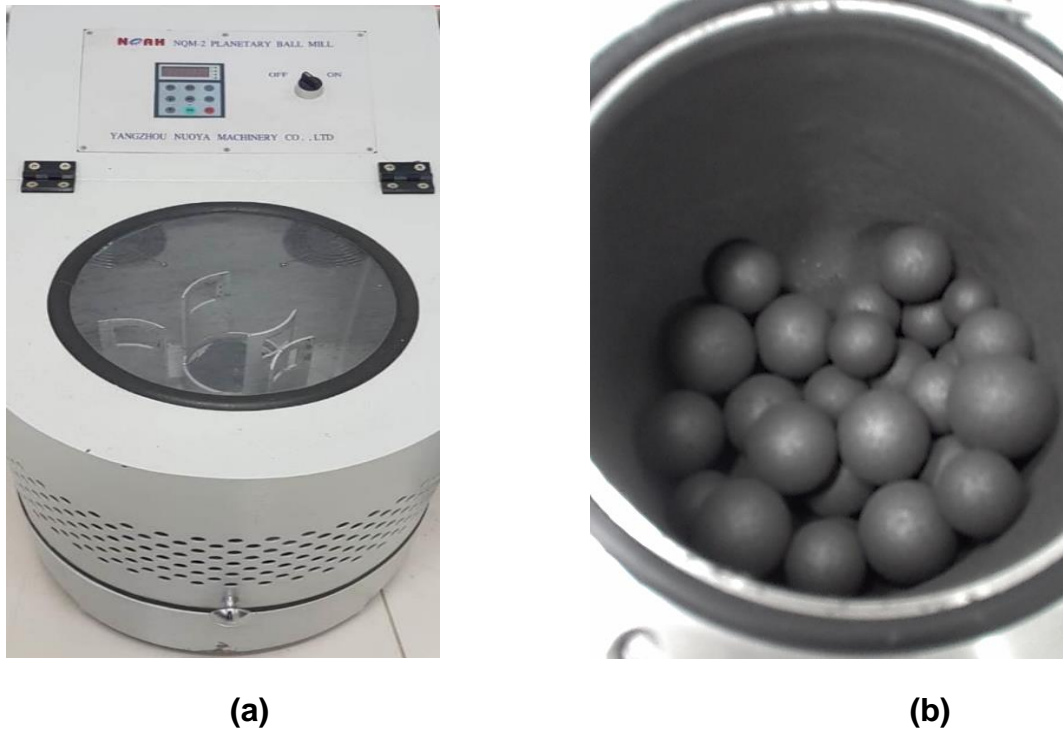 NOAH NQM-2 PLANETARY BALL MILL
OFF ON
YANGZHOU NUOYA MACHINERY CO.,LTD
(a) (b)